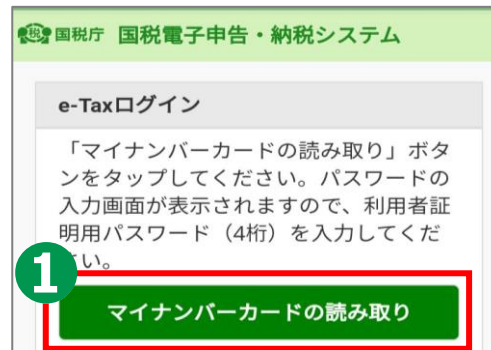 税 国税庁 国税電子申告・納税システム
e-Taxログイン
「マイナンバーカードの読み取り」ボタ
ンをタップしてください。パスワードの
入力画面が表示されますので、利用者証
明用パスワード（4桁）を入力してくだ
さい。
1
マイナンバーカードの読み取り